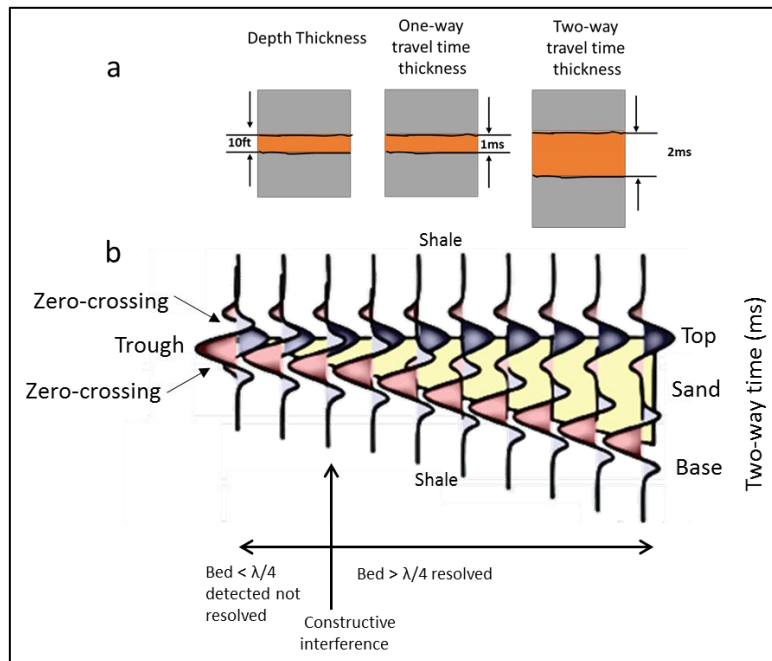 a
Depth Thickness
One-way
travel time
thickness
Two-way
travel time
thickness
10ft
1ms
2ms
b
Shale
Zero-crossing
Trough
Zero-crossing
Top
Sand
Base
Shale
Two-way time (ms)
Bed < λ/4
detected not
resolved
Bed > λ/4 resolved
Constructive
interference